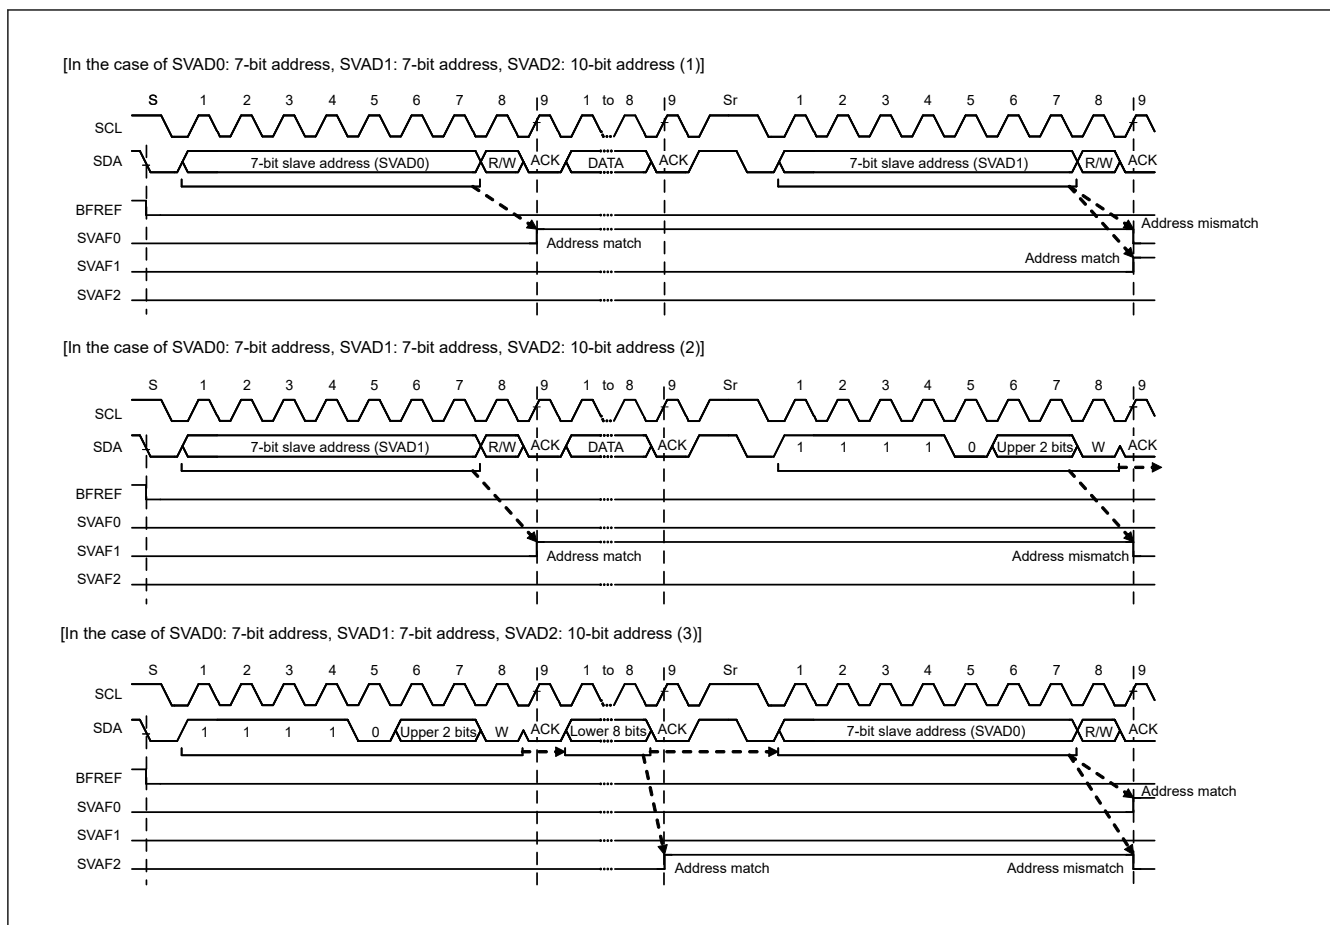 [In the case of SVAD0: 7-bit address, SVAD1: 7-bit address, SVAD2: 10-bit address (1)]
S 1 2 3 4 5 6 7 8 9 1 to 8 9 Sr 1 2 3 4 5 6 7 8 9
SCL
SDA 7-bit slave address (SVAD0) R/W ACK DATA ACK 7-bit slave address (SVAD1) R/W ACK
BFREF
Address mismatch
SVAF0 Address match
SVAF1 Address match
SVAF2
[In the case of SVAD0: 7-bit address, SVAD1: 7-bit address, SVAD2: 10-bit address (2)]
S 1 2 3 4 5 6 7 8 9 1 to 8 9 Sr 1 2 3 4 5 6 7 8 9
SCL
SDA 7-bit slave address (SVAD1) R/W ACK DATA ACK 1 1 1 1 0 Upper 2 bits W ACK
BFREF
SVAF0
SVAF1 Address match Address mismatch
SVAF2
[In the case of SVAD0: 7-bit address, SVAD1: 7-bit address, SVAD2: 10-bit address (3)]
S 1 2 3 4 5 6 7 8 9 1 to 8 9 Sr 1 2 3 4 5 6 7 8 9
SCL
SDA 1 1 1 1 0 Upper 2 bits W ACK Lower 8 bits ACK 7-bit slave address (SVAD0) R/W ACK
BFREF
Address match
SVAF0
SVAF1
SVAF2 Address match Address mismatch